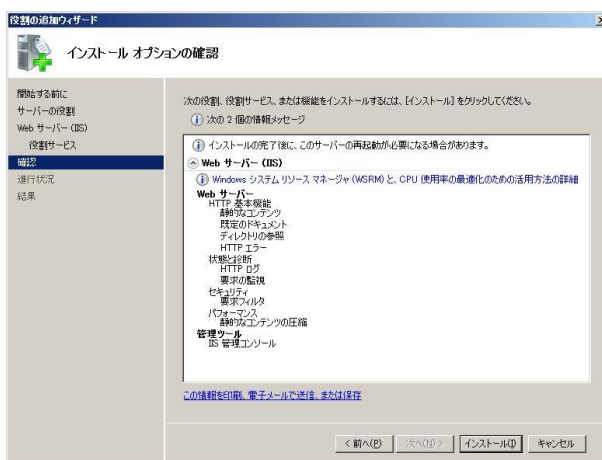 役割の追加ウィザード
インストール オプションの確認
開始する前に
サーバーの役割
Web サーバー (IIS)
役割サービス
確認
進行状況
結果
次の役割、役割サービス、または機能をインストールするには、[インストール] をクリックしてください。
次の 2 個の情報メッセージ
インストールの完了後に、このサーバーの再起動が必要になる場合があります。
Web サーバー (IIS)
Windows システム リソース マネージャ (WSRM) と、CPU 使用率の最適化のための活用方法の詳細
Web サーバー
HTTP 基本機能
静的なコンテンツ
既定のドキュメント
ディレクトリの参照
HTTP エラー
状態と診断
HTTP ログ
要求の監視
セキュリティ
要求フィルタ
パフォーマンス
静的なコンテンツの圧縮
管理ツール
IIS 管理コンソール
この情報を印刷、電子メールで送信、または保存
< 前へ(P) 次へ(N) > インストール(I) キャンセル